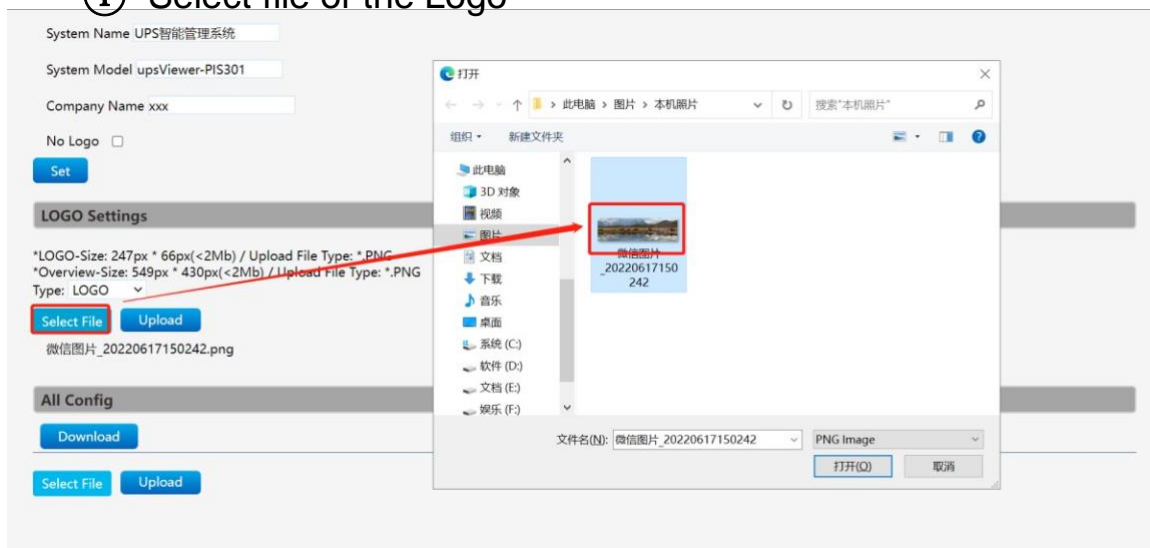 ① Select file of the Logo
System Name UPS智能管理系统
System Model upsViewer-PIS301
Company Name xxx
No Logo
Set
LOGO Settings
*LOGO-Size: 247px * 66px(<2Mb) / Upload File Type: *.PNG
*Overview-Size: 549px * 430px(<2Mb) / Upload File Type: *.PNG
Type: LOGO
Select File Upload
微信图片_20220617150242.png
All Config
Download
Select File Upload
打开
此电脑 › 图片 › 本机照片
搜索"本机照片"
组织 新建文件夹
此电脑
3D 对象
视频
图片
文档
下载
音乐
桌面
系统 (C:)
软件 (D:)
文档 (E:)
娱乐 (F:)
微信图片
_20220617150
242
文件名(N): 微信图片_20220617150242 PNG Image
打开(O) 取消